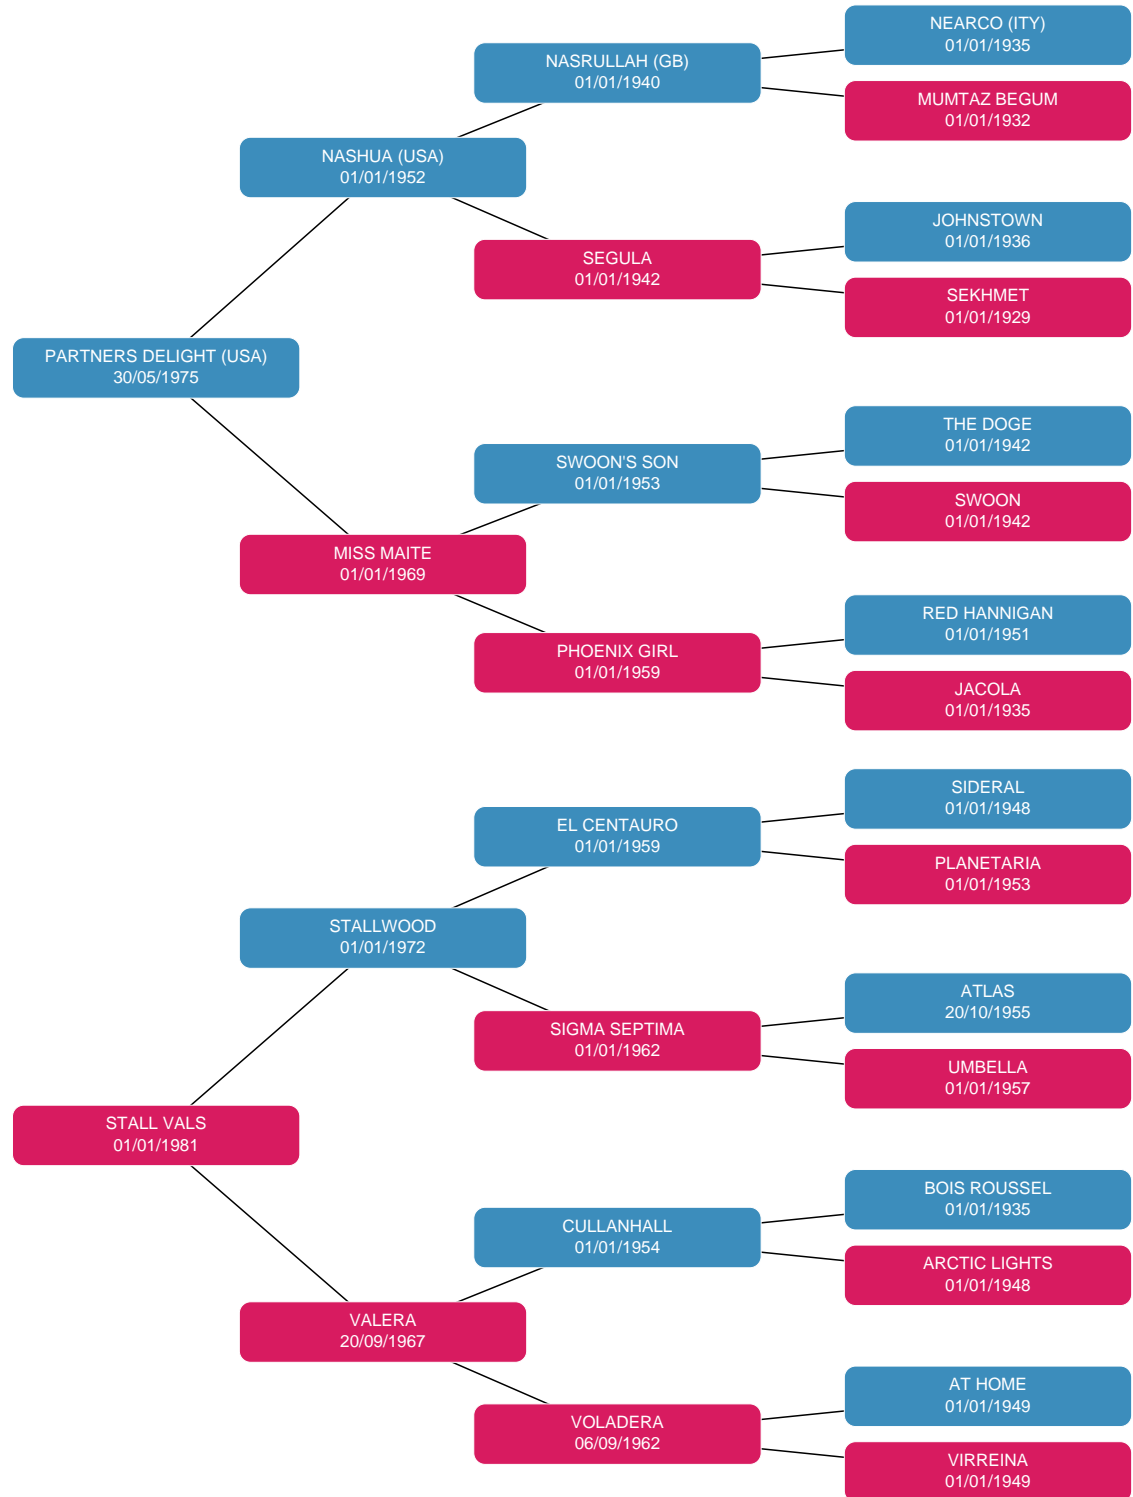 NEARCO (ITY)
01/01/1935
NASRULLAH (GB)
01/01/1940
MUMTAZ BEGUM
01/01/1932
NASHUA (USA)
01/01/1952
JOHNSTOWN
01/01/1936
SEGULA
01/01/1942
SEKHMET
01/01/1929
PARTNERS DELIGHT (USA)
30/05/1975
THE DOGE
01/01/1942
SWOON'S SON
01/01/1953
SWOON
01/01/1942
MISS MAITE
01/01/1969
RED HANNIGAN
01/01/1951
PHOENIX GIRL
01/01/1959
JACOLA
01/01/1935
SIDERAL
01/01/1948
EL CENTAURO
01/01/1959
PLANETARIA
01/01/1953
STALLWOOD
01/01/1972
ATLAS
20/10/1955
SIGMA SEPTIMA
01/01/1962
UMBELLA
01/01/1957
STALL VALS
01/01/1981
BOIS ROUSSEL
01/01/1935
CULLANHALL
01/01/1954
ARCTIC LIGHTS
01/01/1948
VALERA
20/09/1967
AT HOME
01/01/1949
VOLADERA
06/09/1962
VIRREINA
01/01/1949